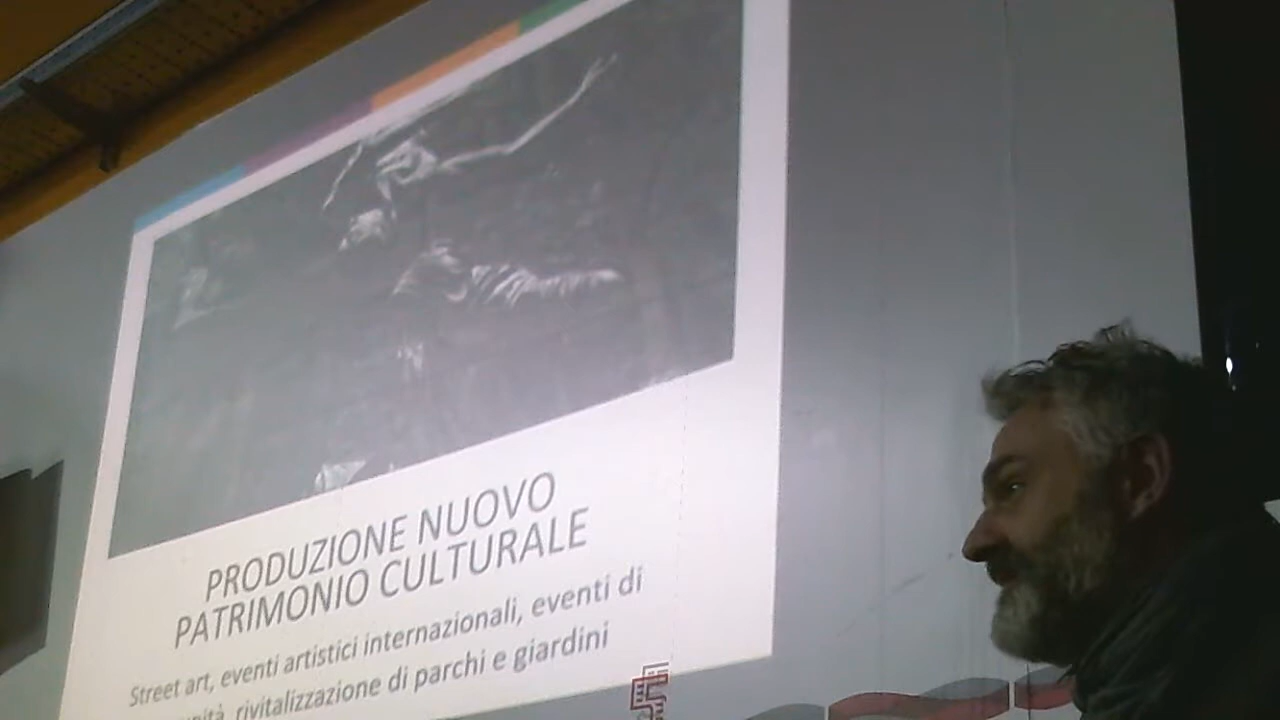 PRODUZIONE NUOVO
PATRIMONIO CULTURALE
Street art, eventi artistici internazionali, eventi di
rivitalizzazione di parchi e giardini